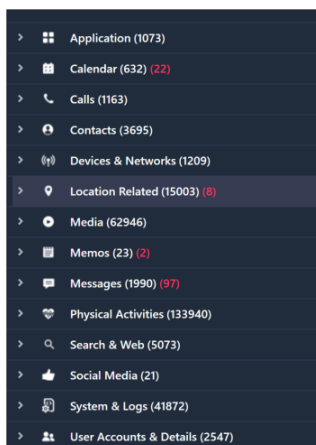 Application (1073)
Calendar (632) (22)
Calls (1163)
Contacts (3695)
Devices & Networks (1209)
Location Related (15003) (8)
Media (62946)
Memos (23) (2)
Messages (1990) (97)
Physical Activities (133940)
Search & Web (5073)
Social Media (21)
System & Logs (41872)
User Accounts & Details (2547)